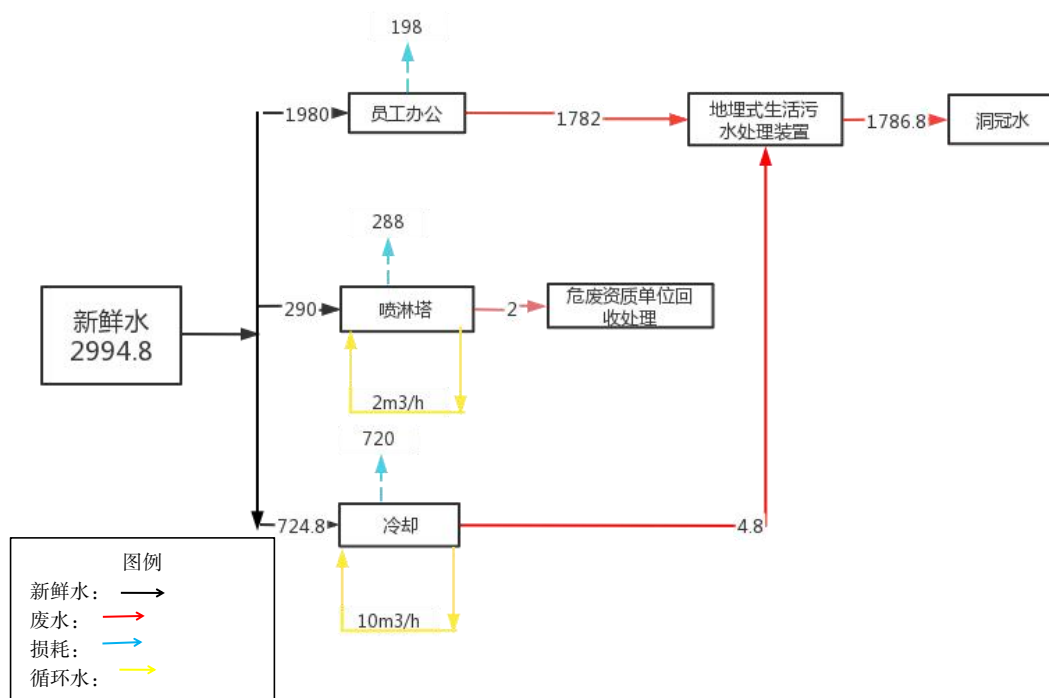 198
1980
员工办公
1782
地埋式生活污
水处理装置
1786.8
洞冠水
288
新鲜水
2994.8
290
喷淋塔
2
危废资质单位回
收处理
2m3/h
720
724.8
冷却
4.8
10m3/h
图例
新鲜水：
废水：
损耗：
循环水：